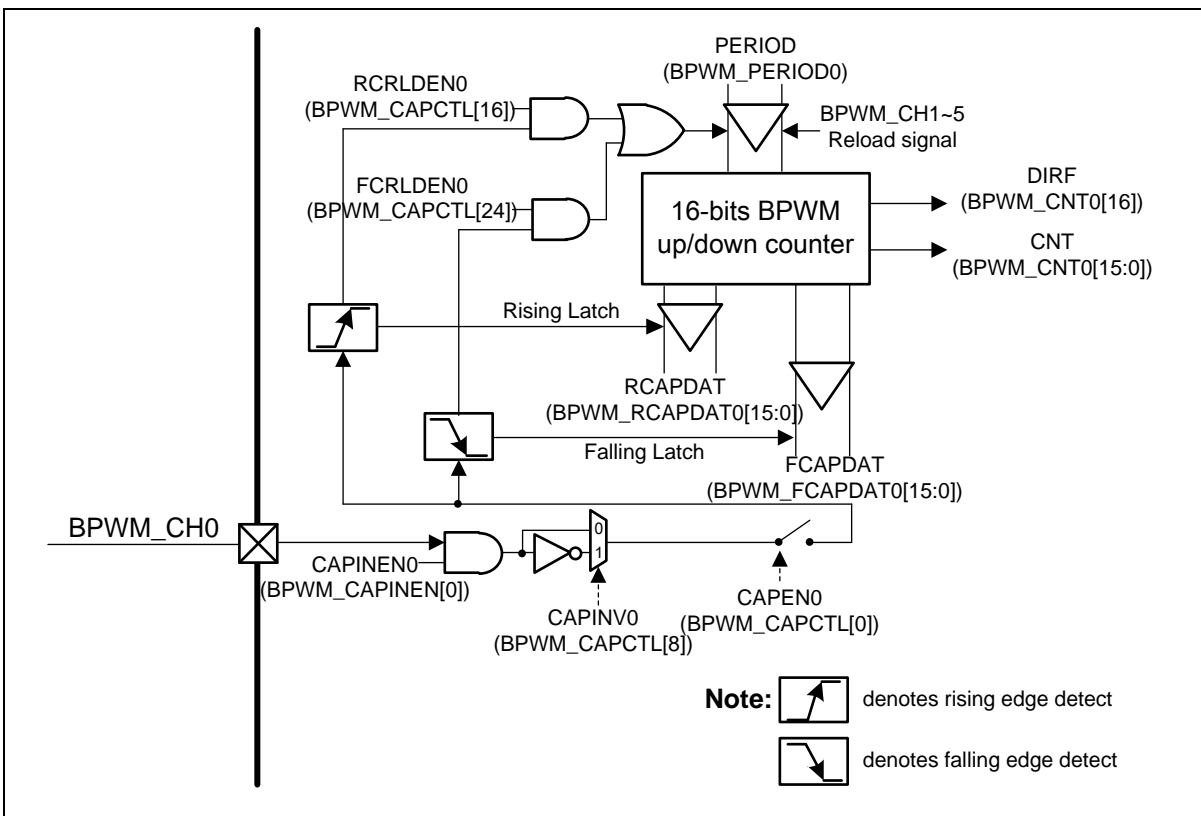 PERIOD
(BPWM_PERIOD0)
RCRLDEN0
(BPWM_CAPCTL[16])
BPWM_CH1~5
Reload signal
FCRLDEN0
(BPWM_CAPCTL[24])
16-bits BPWM
up/down counter
DIRF
(BPWM_CNT0[16])
CNT
(BPWM_CNT0[15:0])
Rising Latch
RCAPDAT
(BPWM_RCAPDAT0[15:0])
Falling Latch
FCAPDAT
(BPWM_FCAPDAT0[15:0])
BPWM_CH0
0
1
CAPINEN0
(BPWM_CAPINEN[0])
CAPINV0
(BPWM_CAPCTL[8])
CAPEN0
(BPWM_CAPCTL[0])
Note: denotes rising edge detect
denotes falling edge detect